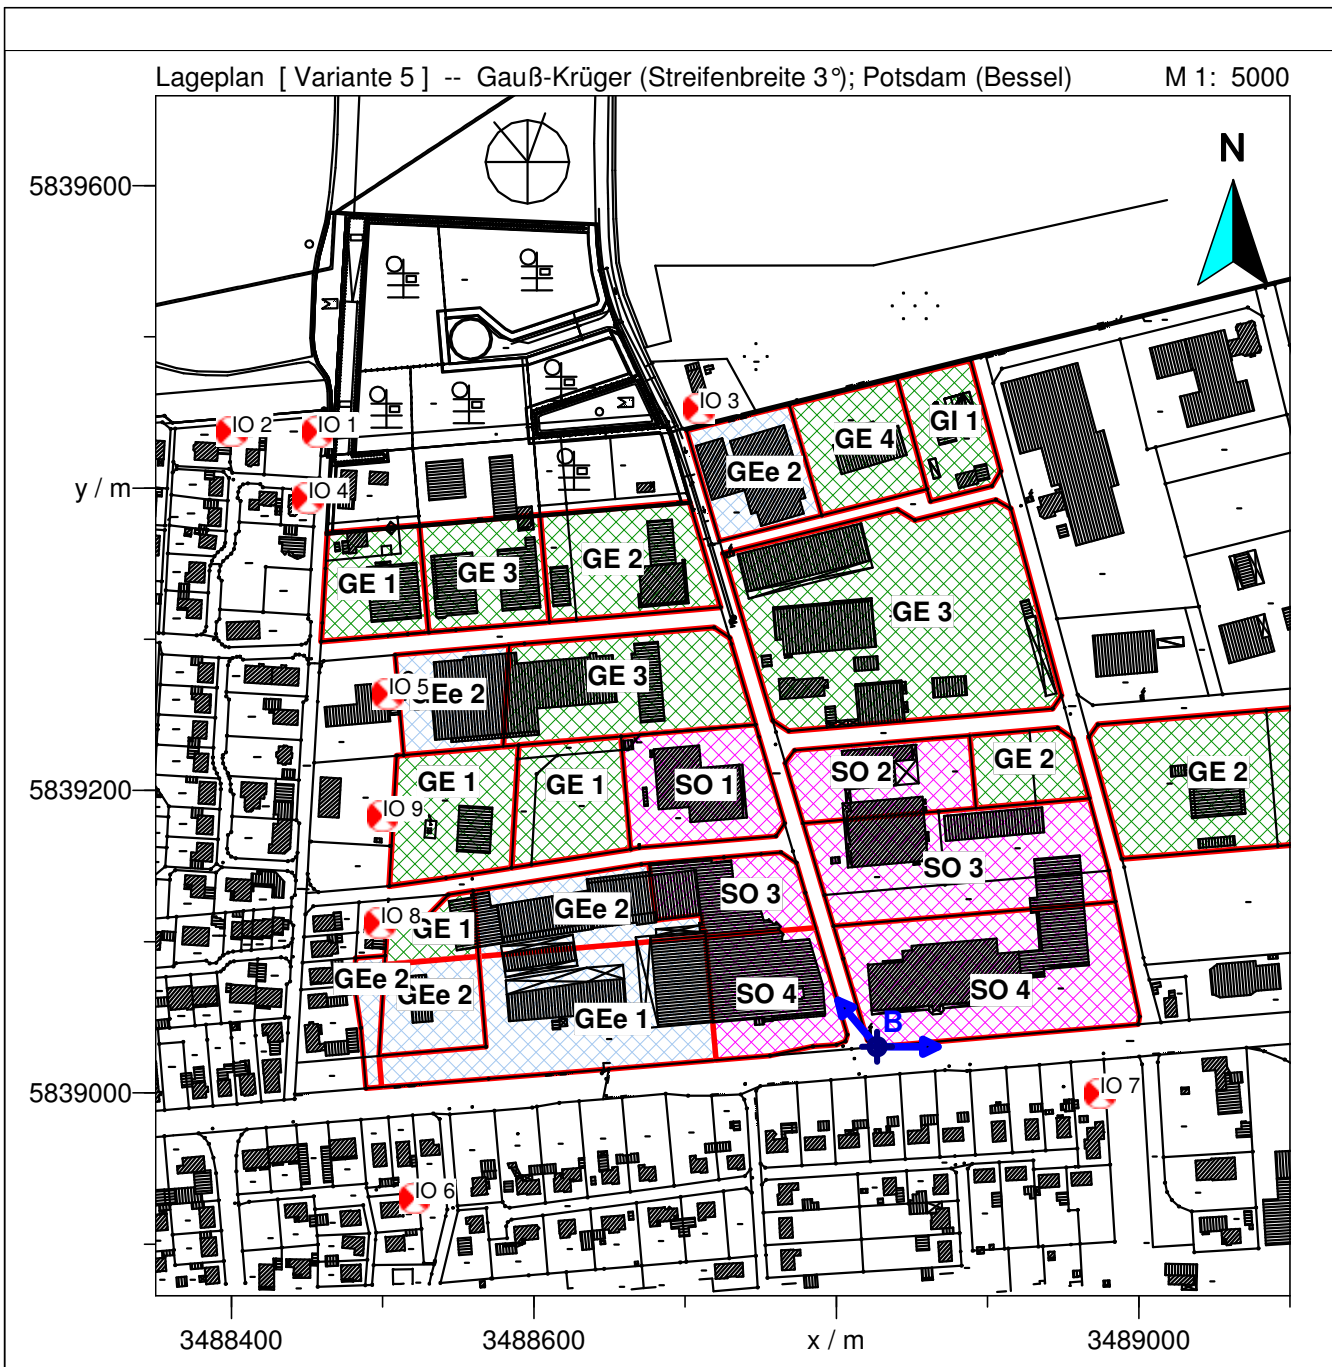 Lageplan [ Variante 5 ] -- Gauß-Krüger (Streifenbreite 3°); Potsdam (Bessel) M 1: 5000
N
5839600
IO 3
IO 2
IO 1
GI 1
GE 4
GEe 2
y / m
IO 4
GE 1
GE 3
GE 2
GE 3
GE 3
IO 5
GEe 2
GE 2
SO 2
GE 2
GE 1
GE 1
SO 1
5839200
IO 9
SO 3
SO 3
GEe 2
IO 8
GE 1
GEe 2
GEe 2
SO 4
SO 4
GEe 1
B
5839000
IO 7
IO 6
3488400
3488600
x / m
3489000